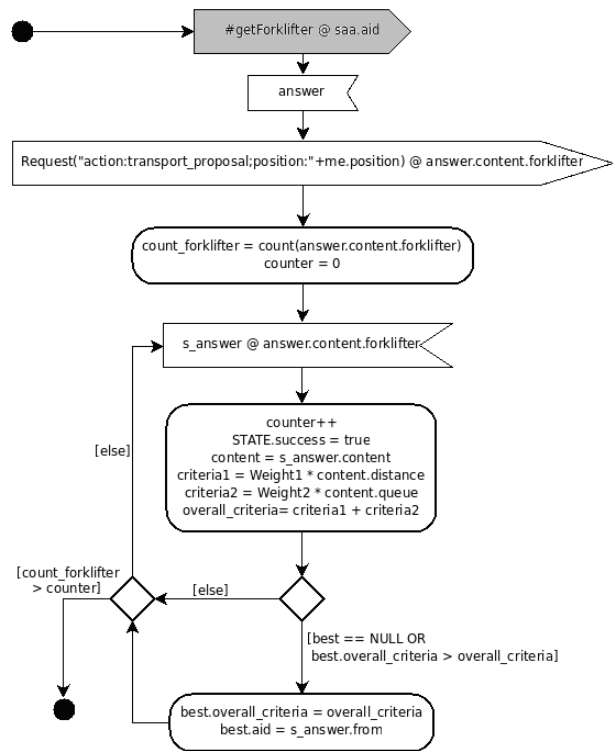 #getForklifter @ saa.aid
answer
Request("action:transport_proposal;position:"+me.position) @ answer.content.forklifter
count_forklifter = count(answer.content.forklifter)
counter = 0
s_answer @ answer.content.forklifter
counter++
STATE.success = true
content = s_answer.content
criteria1 = Weight1 * content.distance
criteria2 = Weight2 * content.queue
overall_criteria= criteria1 + criteria2
[else]
[count_forklifter
> counter]
[else]
[best == NULL OR
best.overall_criteria > overall_criteria]
best.overall_criteria = overall_criteria
best.aid = s_answer.from